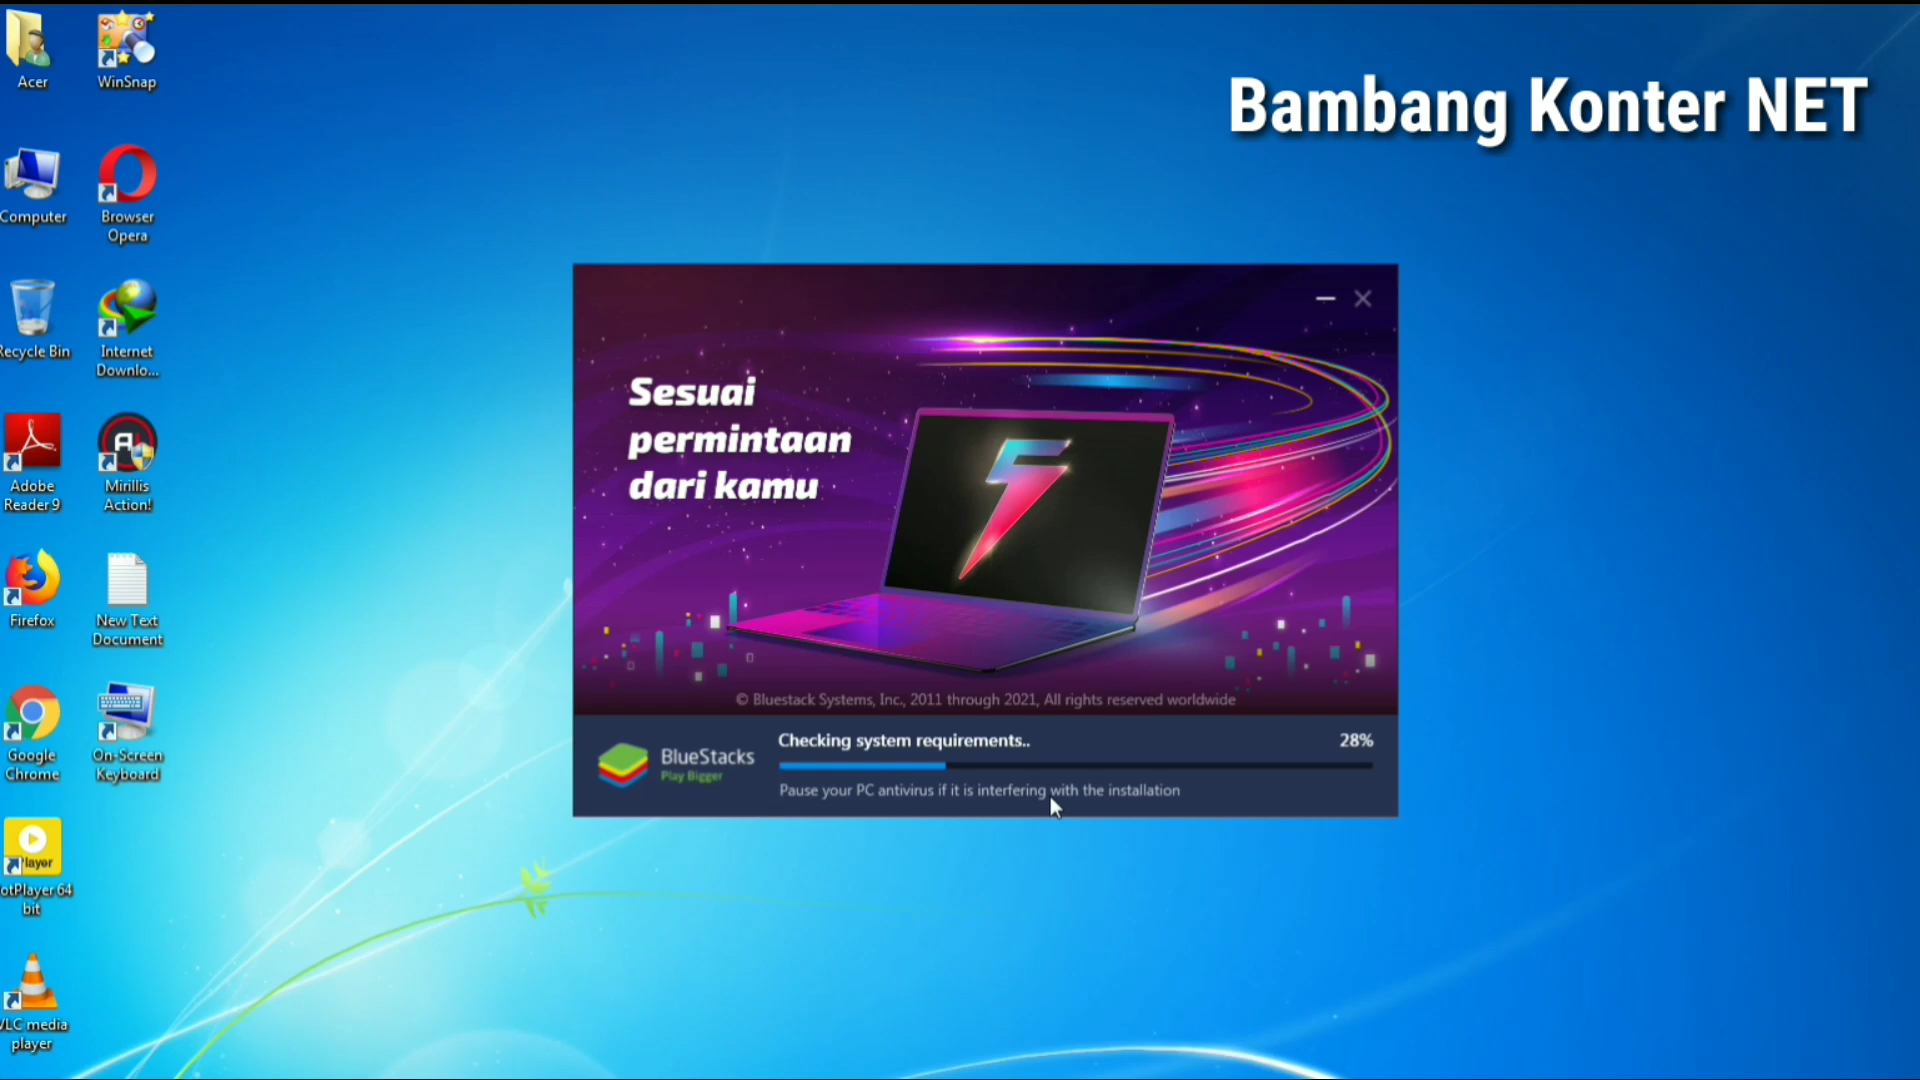 Acer
WinSnap
Bambang Konter NET
Computer
Browser
Opera
Recycle Bin
Internet
Downlo...
Adobe
Reader 9
Mirillis
Action!
Firefox
New Text
Document
Google
Chrome
On-Screen
Keyboard
Player
otPlayer 64
bit
VLC media
player
Sesuai
permintaan
dari kamu
© Bluestack Systems, Inc., 2011 through 2021, All rights reserved worldwide
BlueStacks
Play Bigger
Checking system requirements..
28%
Pause your PC antivirus if it is interfering with the installation